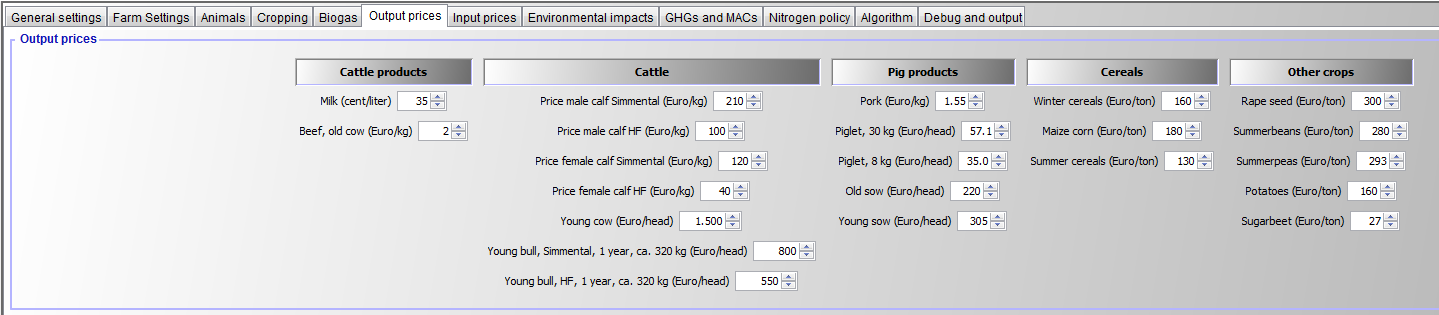 General settings Farm Settings Animals Cropping Biogas Output prices Input prices Environmental impacts GHGs and MACs Nitrogen policy Algorithm Debug and output
Output prices
Cattle products Cattle Pig products Cereals Other crops
Milk (cent/liter) 35 Price male calf Simmental (Euro/kg) 210 Pork (Euro/kg) 1.55 Winter cereals (Euro/ton) 160 Rape seed (Euro/ton) 300
Beef, old cow (Euro/kg) 2 Price male calf HF (Euro/kg) 100 Piglet, 30 kg (Euro/head) 57.1 Maize corn (Euro/ton) 180 Summerbeans (Euro/ton) 280
Price female calf Simmental (Euro/kg) 120 Piglet, 8 kg (Euro/head) 35.0 Summer cereals (Euro/ton) 130 Summerpeas (Euro/ton) 293
Price female calf HF (Euro/kg) 40 Old sow (Euro/head) 220 Potatoes (Euro/ton) 160
Young cow (Euro/head) 1.500 Young sow (Euro/head) 305 Sugarbeet (Euro/ton) 27
Young bull, Simmental, 1 year, ca. 320 kg (Euro/head) 800
Young bull, HF, 1 year, ca. 320 kg (Euro/head) 550